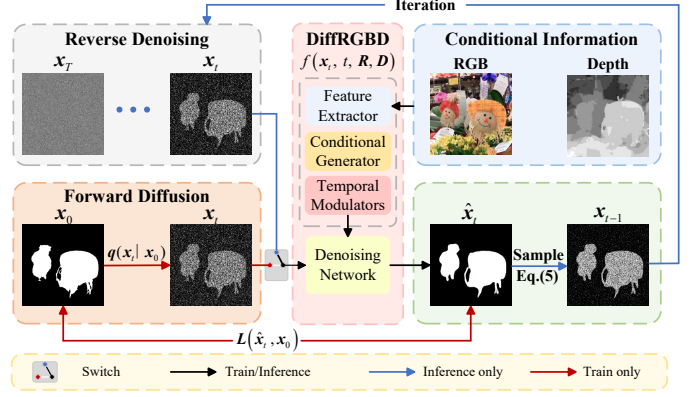 Iteration
Reverse Denoising
x_T
x_t
DiffRGBD
f(x_t, t, R, D)
Feature
Extractor
Conditional
Generator
Temporal
Modulators
Denoising
Network
Conditional Information
RGB
Depth
Forward Diffusion
x_0
q(x_t| x_0)
x_t
x̂_t
Sample
Eq.(5)
x_{t-1}
L(x̂_t, x_0)
Switch
Train/Inference
Inference only
Train only